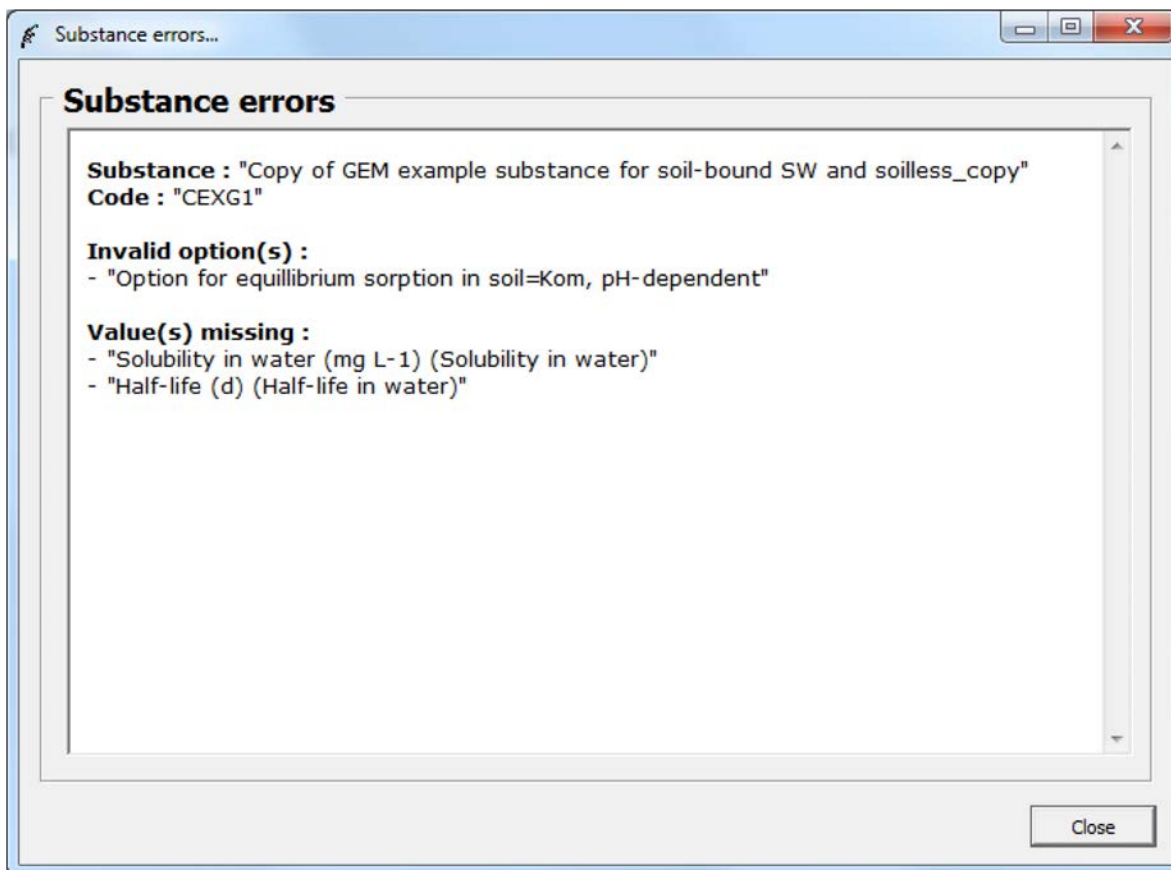 Substance errors...
Substance errors
Substance : "Copy of GEM example substance for soil-bound SW and soilless_copy"
Code : "CEXG1"
Invalid option(s) :
- "Option for equillibrium sorption in soil=Kom, pH-dependent"
Value(s) missing :
- "Solubility in water (mg L-1) (Solubility in water)"
- "Half-life (d) (Half-life in water)"
Close